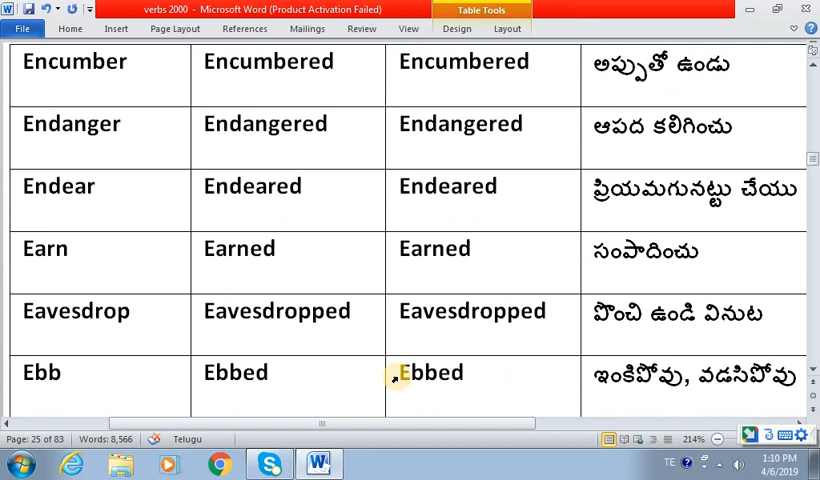 verbs 2000 - Microsoft Word (Product Activation Failed)
Table Tools
File Home Insert Page Layout References Mailings Review View Design Layout
Encumber Encumbered Encumbered అప్పుతో ఉండు
Endanger Endangered Endangered ఆపద కలిగించు
Endear Endeared Endeared ప్రియమగునట్టు చేయు
Earn Earned Earned సంపాదించు
Eavesdrop Eavesdropped Eavesdropped పొంచి ఉండి వినుట
Ebb Ebbed Ebbed ఇంకిపోవు, వడసిపోవు
Page: 25 of 83 Words: 8,566 Telugu 214%
TE 1:10 PM
4/6/2019